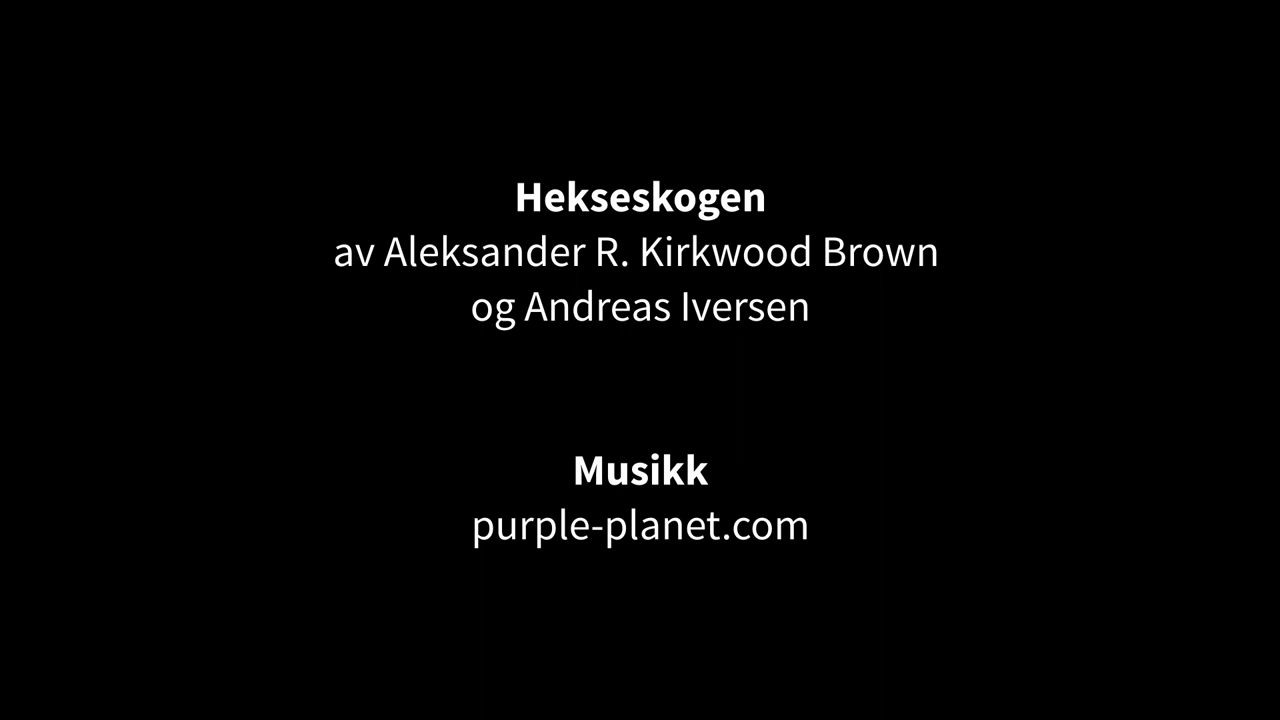 Hekseskogen
av Aleksander R. Kirkwood Brown
og Andreas Iversen
Musikk
purple-planet.com